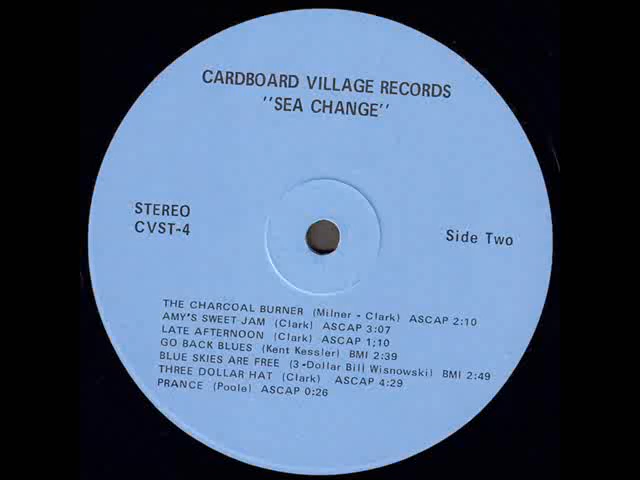 CARDBOARD VILLAGE RECORDS
"SEA CHANGE"
STEREO
CVST-4
Side Two
THE CHARCOAL BURNER (Milner - Clark) ASCAP 2:10
AMY'S SWEET JAM (Clark) ASCAP 3:07
LATE AFTERNOON (Clark) ASCAP 1;10
GO BACK BLUES (Kent Kessler) BMI 2:39
BLUE SKIES ARE FREE (3-Dollar Bill Wisnowski) BMI 2:49
THREE DOLLAR HAT (Clark) ASCAP 4:29
PRANCE (Poole) ASCAP 0:26